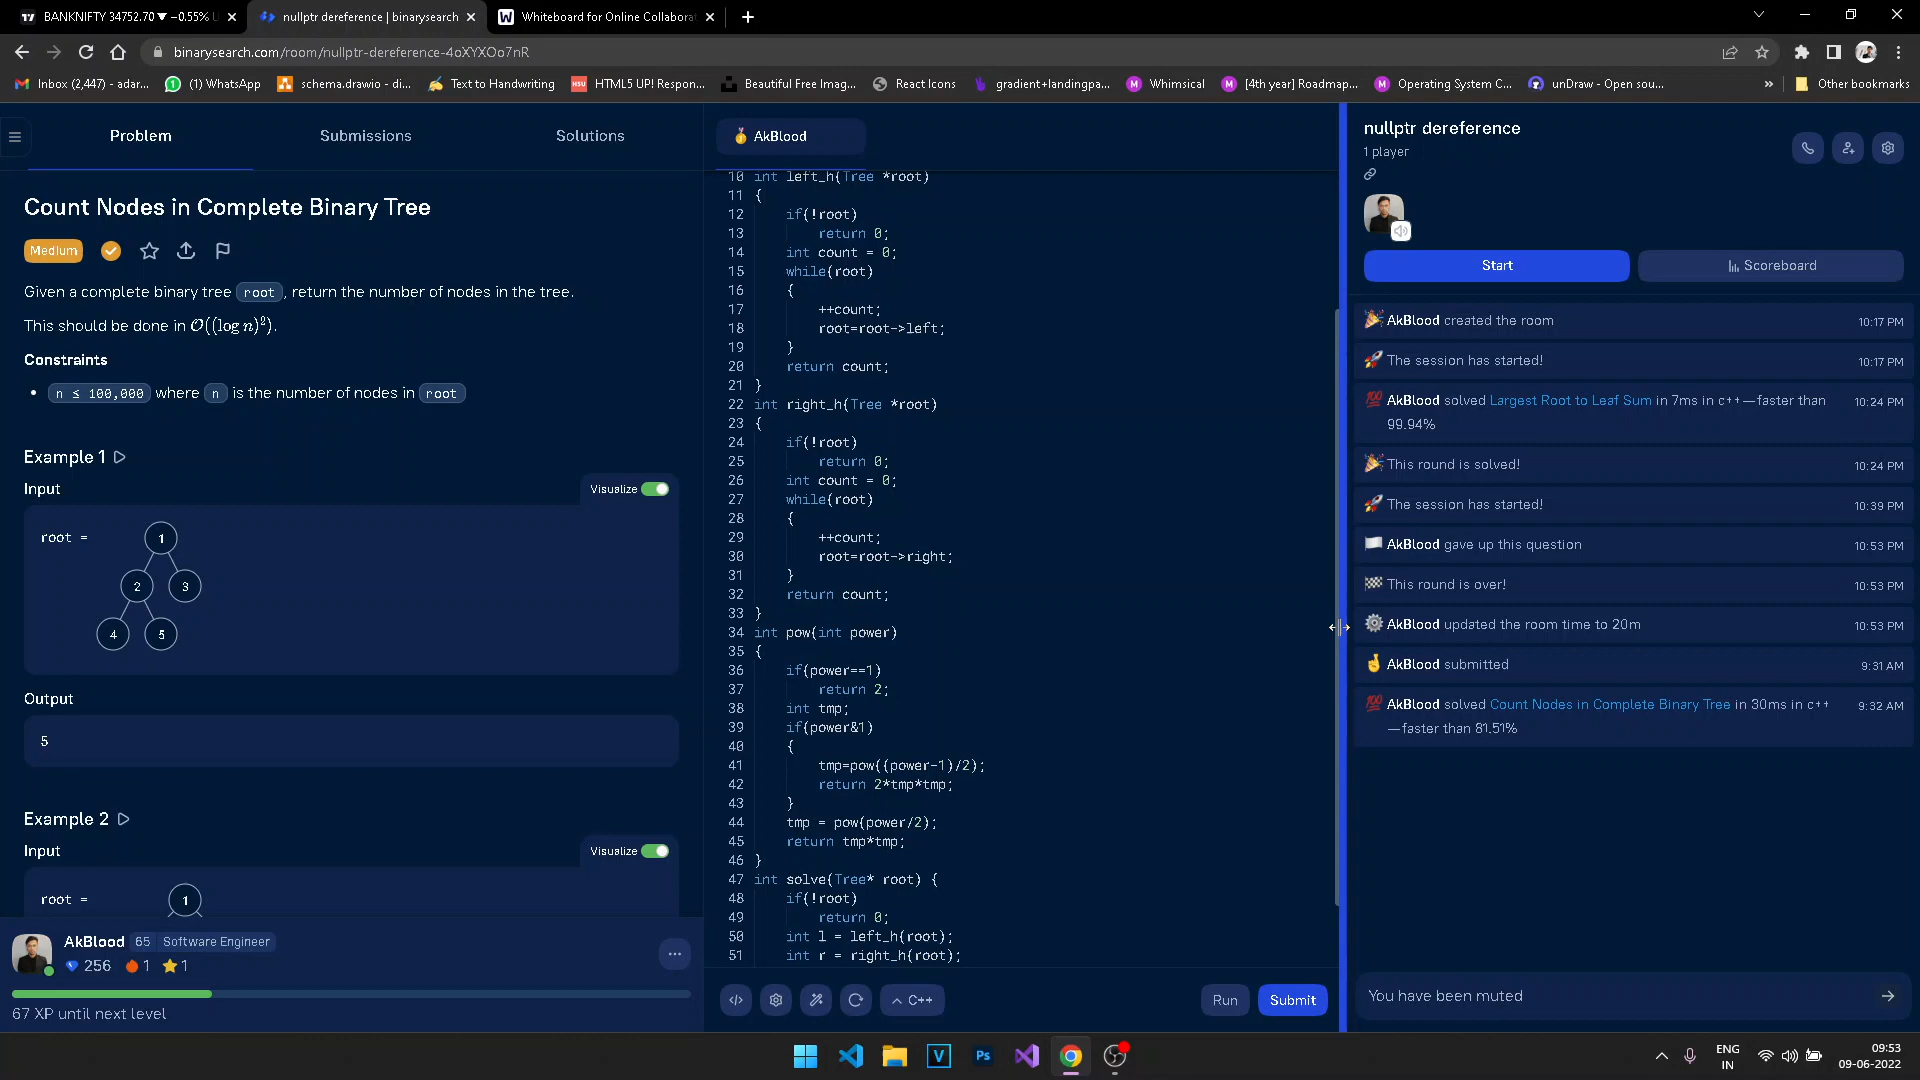 BANKNIFTY 34752.70 ▼ −0.55%
nullptr dereference | binarysearch
Whiteboard for Online Collabora
binarysearch.com/room/nullptr-dereference-4oXYXOo7nR
Inbox (2,447) - adar...
(1) WhatsApp
schema.drawio - di...
Text to Handwriting
HTML5 UP! Respon...
Beautiful Free Imag...
React Icons
gradient+landingpa...
Whimsical
[4th year] Roadmap...
Operating System C...
unDraw - Open sou...
»
Other bookmarks
Problem
Submissions
Solutions
Count Nodes in Complete Binary Tree
Medium
Given a complete binary tree root, return the number of nodes in the tree.
This should be done in O((log n)²).
Constraints
• n ≤ 100,000 where n is the number of nodes in root
Example 1
Input
Visualize
root =
1
2 3
4 5
Output
5
Example 2
Input
Visualize
root =
1
AkBlood 65 Software Engineer
256 1 1
67 XP until next level
AkBlood
10 int left_h(Tree *root)
11 {
12     if(!root)
13         return 0;
14     int count = 0;
15     while(root)
16     {
17         ++count;
18         root=root->left;
19     }
20     return count;
21 }
22 int right_h(Tree *root)
23 {
24     if(!root)
25         return 0;
26     int count = 0;
27     while(root)
28     {
29         ++count;
30         root=root->right;
31     }
32     return count;
33 }
34 int pow(int power)
35 {
36     if(power==1)
37         return 2;
38     int tmp;
39     if(power&1)
40     {
41         tmp=pow((power-1)/2);
42         return 2*tmp*tmp;
43     }
44     tmp = pow(power/2);
45     return tmp*tmp;
46 }
47 int solve(Tree* root) {
48     if(!root)
49         return 0;
50     int l = left_h(root);
51     int r = right_h(root);
C++
Run
Submit
nullptr dereference
1 player
Start
Scoreboard
AkBlood created the room 10:17 PM
The session has started! 10:17 PM
AkBlood solved Largest Root to Leaf Sum in 7ms in c++—faster than 10:24 PM
99.94%
This round is solved! 10:24 PM
The session has started! 10:39 PM
AkBlood gave up this question 10:53 PM
This round is over! 10:53 PM
AkBlood updated the room time to 20m 10:53 PM
AkBlood submitted 9:31 AM
AkBlood solved Count Nodes in Complete Binary Tree in 30ms in c++ 9:32 AM
—faster than 81.51%
You have been muted
V
Ps
ENG
IN
09:53
09-06-2022